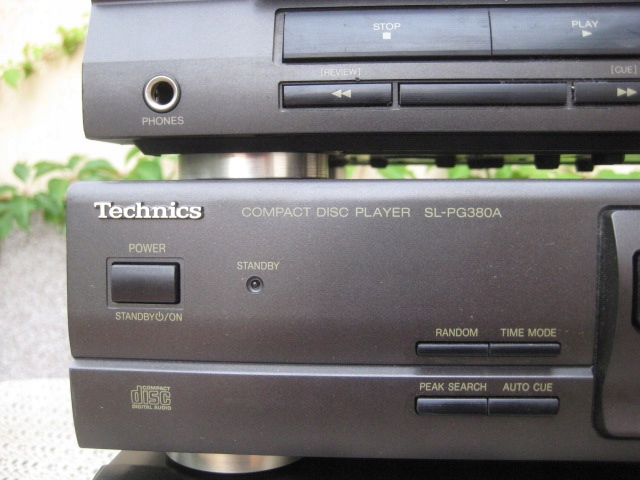 STOP PLAY
[REVIEW] [CUE]
PHONES
Technics COMPACT DISC PLAYER SL-PG380A
POWER
STANDBY
STANDBY⏻/ON
RANDOM TIME MODE
PEAK SEARCH AUTO CUE
COMPACT
disc
DIGITAL AUDIO